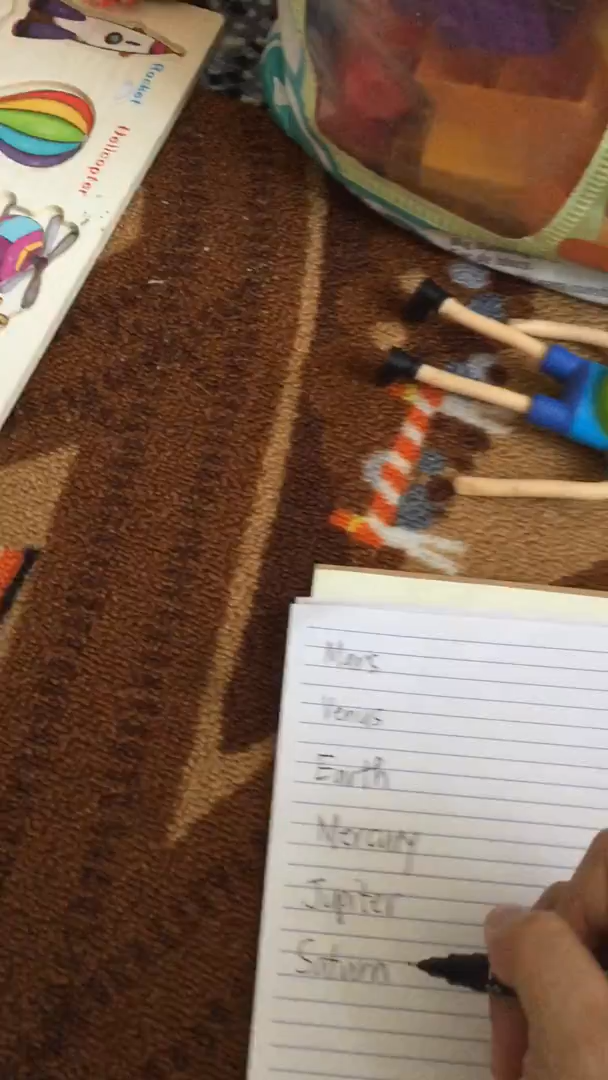 Rocket
Helicopter
Mars
Venus
Earth
Mercury
Jupiter
Saturn